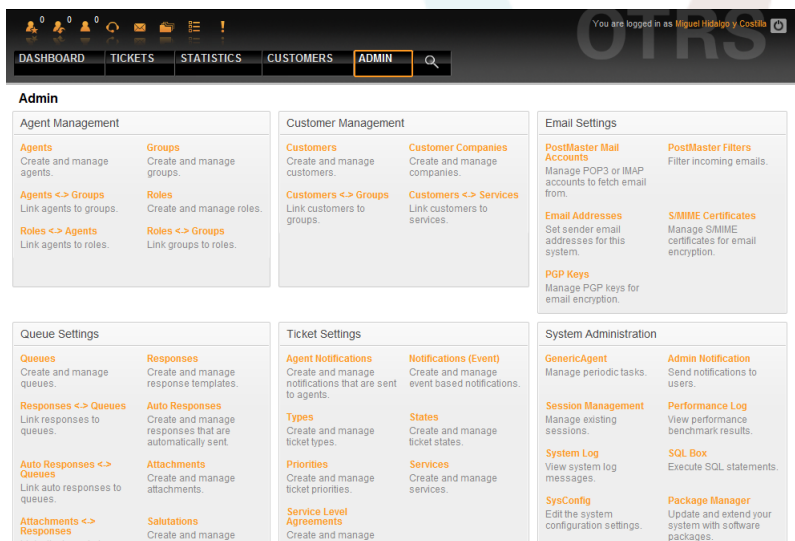 0 0 0
You are logged in as Miguel Hidalgo y Costilla
OTRS
DASHBOARD TICKETS STATISTICS CUSTOMERS ADMIN
Admin
Agent Management
Agents
Create and manage
agents.
Groups
Create and manage
groups.
Agents <-> Groups
Link agents to groups.
Roles
Create and manage roles.
Roles <-> Agents
Link agents to roles.
Roles <-> Groups
Link groups to roles.
Customer Management
Customers
Create and manage
customers.
Customer Companies
Create and manage
companies.
Customers <-> Groups
Link customers to
groups.
Customers <-> Services
Link customers to
services.
Email Settings
PostMaster Mail
Accounts
Manage POP3 or IMAP
accounts to fetch email
from.
PostMaster Filters
Filter incoming emails.
Email Addresses
Set sender email
addresses for this
system.
S/MIME Certificates
Manage S/MIME
certificates for email
encryption.
PGP Keys
Manage PGP keys for
email encryption.
Queue Settings
Queues
Create and manage
queues.
Responses
Create and manage
response templates.
Responses <-> Queues
Link responses to
queues.
Auto Responses
Create and manage
responses that are
automatically sent.
Auto Responses <->
Queues
Link auto responses to
queues.
Attachments
Create and manage
attachments.
Attachments <->
Responses
Salutations
Create and manage
Ticket Settings
Agent Notifications
Create and manage
notifications that are sent
to agents.
Notifications (Event)
Create and manage
event based notifications.
Types
Create and manage
ticket types.
States
Create and manage
ticket states.
Priorities
Create and manage
ticket priorities.
Services
Create and manage
services.
Service Level
Agreements
Create and manage
System Administration
GenericAgent
Manage periodic tasks.
Admin Notification
Send notifications to
users.
Session Management
Manage existing
sessions.
Performance Log
View performance
benchmark results.
System Log
View system log
messages.
SQL Box
Execute SQL statements.
SysConfig
Edit the system
configuration settings.
Package Manager
Update and extend your
system with software
packages.